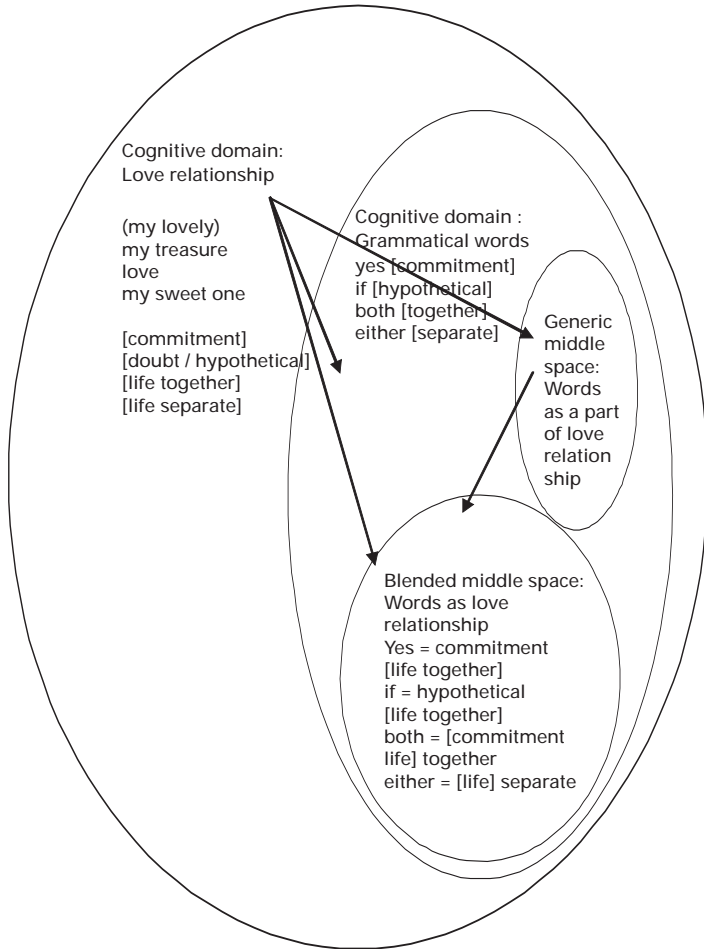 Cognitive domain:
Love relationship
(my lovely)
my treasure
love
my sweet one
[commitment]
[doubt / hypothetical]
[life together]
[life separate]
Cognitive domain :
Grammatical words
yes [commitment]
if [hypothetical]
both [together]
either [separate]
Generic
middle
space:
Words
as a part
of love
relation
ship
Blended middle space:
Words as love
relationship
Yes = commitment
[life together]
if = hypothetical
[life together]
both = [commitment
life] together
either = [life] separate